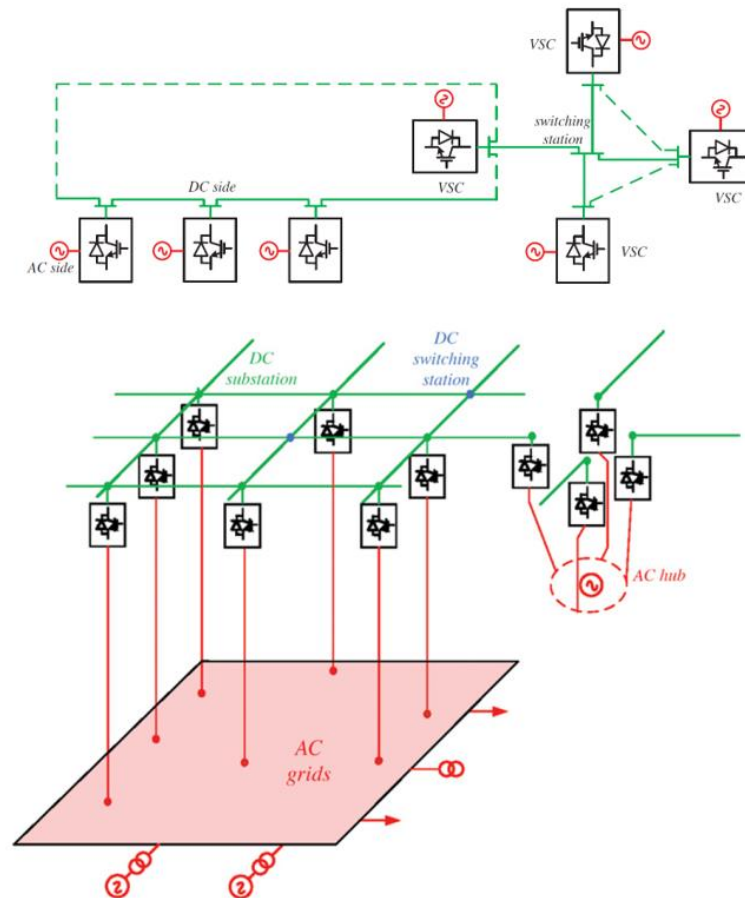 VSC
switching
station
VSC
DC side
VSC
AC side
VSC
DC
substation
DC
switching
station
AC hub
AC
grids